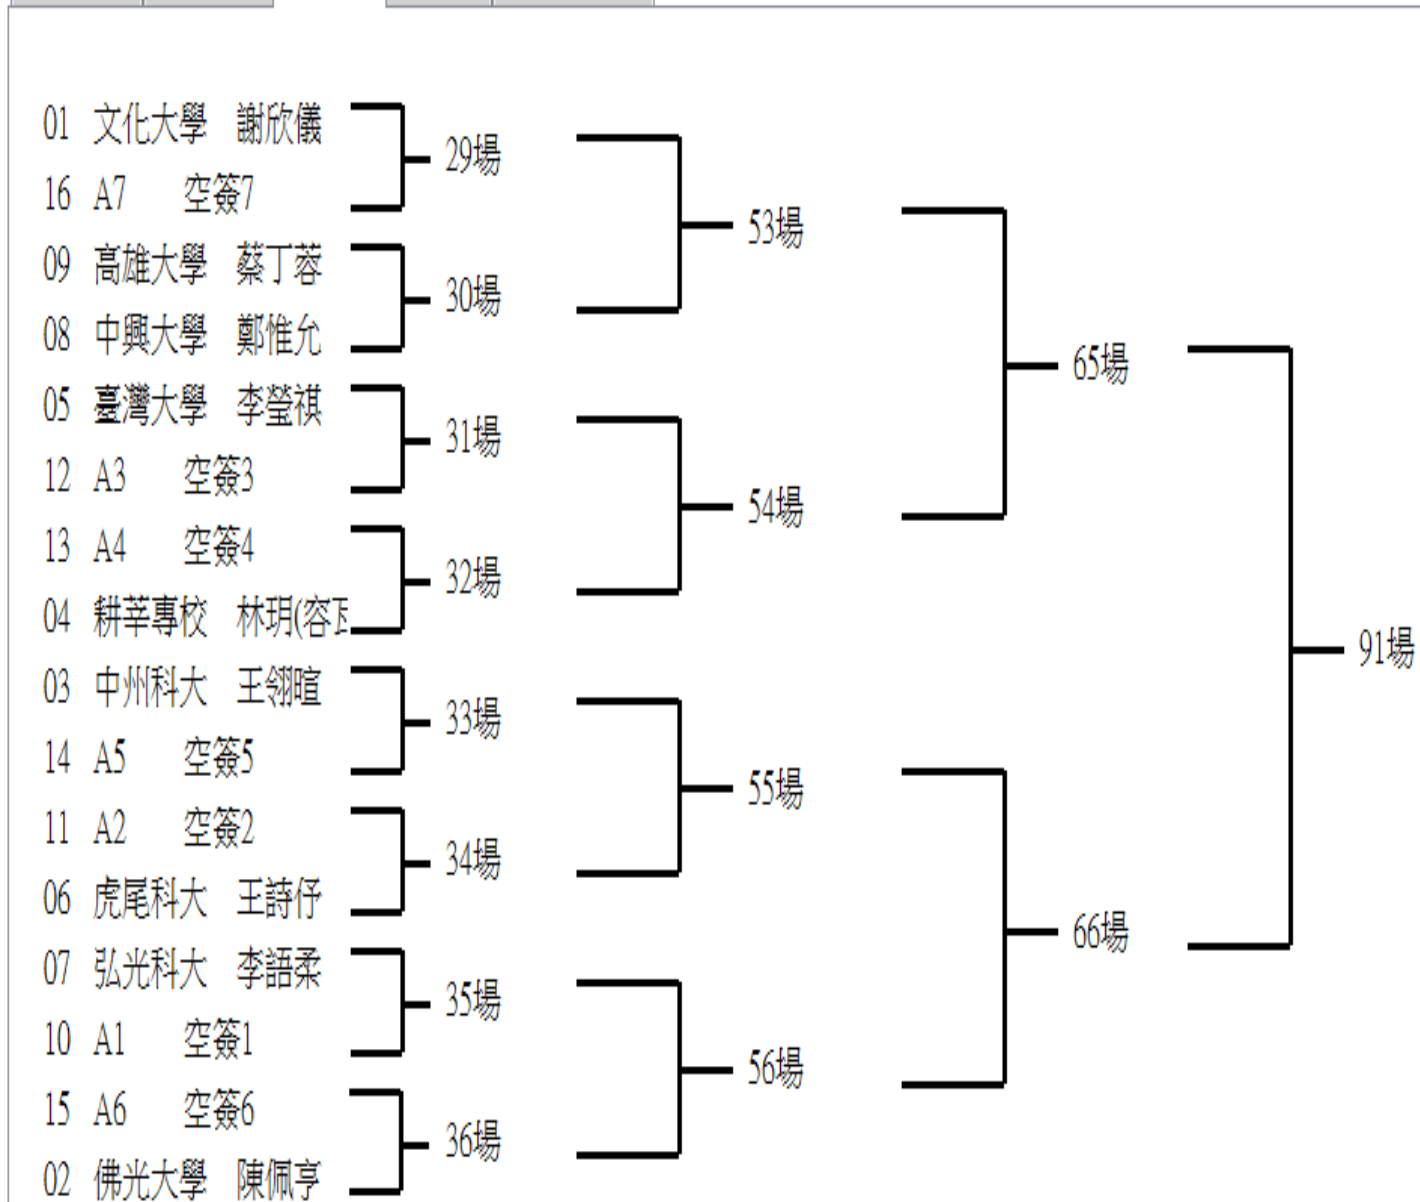 01 文化大學 謝欣儀
29場
16 A7 空簽7
53場
09 高雄大學 蔡丁蓉
30場
08 中興大學 鄭惟允
65場
05 臺灣大學 李瑩祺
31場
12 A3 空簽3
54場
13 A4 空簽4
32場
04 耕莘專校 林玥(容
91場
03 中州科大 王翎暄
33場
14 A5 空簽5
55場
11 A2 空簽2
34場
06 虎尾科大 王詩伃
66場
07 弘光科大 李語柔
35場
10 A1 空簽1
56場
15 A6 空簽6
36場
02 佛光大學 陳佩亨